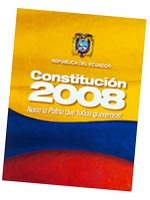 REPÚBLICA DEL ECUADOR
Constitución
2008
Nace la Patria que todos queremos!